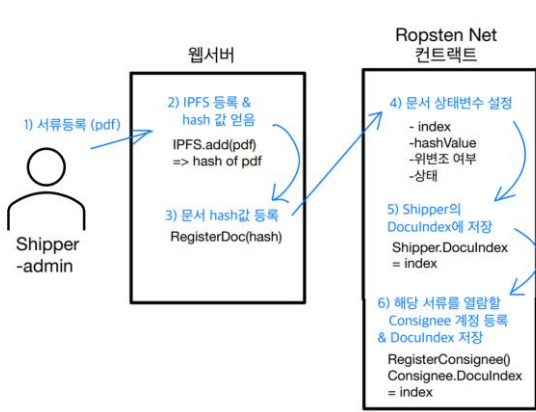 웹서버
Ropsten Net
컨트랙트
1) 서류등록 (pdf)
2) IPFS 등록 &
hash 값 얻음
IPFS.add(pdf)
=> hash of pdf
3) 문서 hash값 등록
RegisterDoc(hash)
Shipper
-admin
4) 문서 상태변수 설정
- index
-hashValue
-위변조 여부
-상태
5) Shipper의
DocuIndex에 저장
Shipper.DocuIndex
= index
6) 해당 서류를 열람할
Consignee 계정 등록
& DocuIndex 저장
RegisterConsignee()
Consignee.DocuIndex
= index